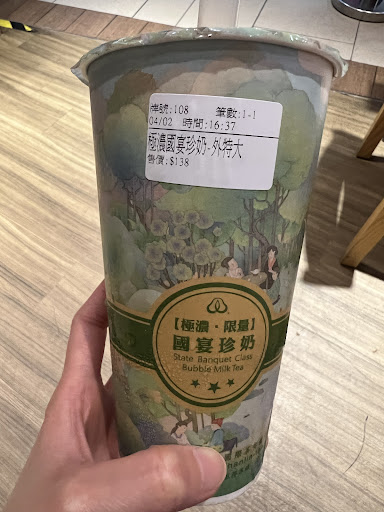 牌號:108 筆數:1-1
04/02 時間:16:37
極濃國宴珍奶-外特大
售價:$138
【極濃・限量】
國宴珍奶
State Banquet Class
Bubble Milk Tea